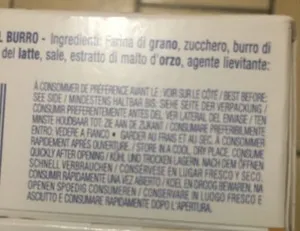 L BURRO - Ingredienti: Farina di grano, zucchero, burro di
del latte, sale, estratto di malto d'orzo, agente lievitante:
À CONSOMMER DE PRÉFÉRENCE AVANT LE : VOIR SUR LE CÔTÉ / BEST BEFORE:
SEE SIDE / MINDESTENS HALTBAR BIS: SIEHE SEITE DER VERPACKUNG /
CONSUMIR PREFERENTEMENTE ANTES DEL: VER LATERAL DEL ENVASE / TEN
MINSTE HOUDBAAR TOT: ZIE AAN DE ZIJKANT / CONSUMARE PREFERIBILMENTE
ENTRO: VEDERE A FIANCO • GARDER AU FRAIS ET AU SEC. À CONSOMMER
RAPIDEMENT APRÈS OUVERTURE / STORE IN A COOL, DRY PLACE. CONSUME
QUICKLY AFTER OPENING / KÜHL UND TROCKEN LAGERN. NACH DEM ÖFFNEN
SCHNELL VERBRAUCHEN / CONSÉRVESE EN LUGAR FRESCO Y SECO.
CONSUMIR RÁPIDAMENTE UNA VEZ ABIERTO / KOEL EN DROOG BEWAREN. NA
OPENEN SPOEDIG CONSUMEREN / CONSERVARE IN LUOGO FRESCO E
ASCIUTTO E CONSUMARE RAPIDAMENTE DOPO L'APERTURA.